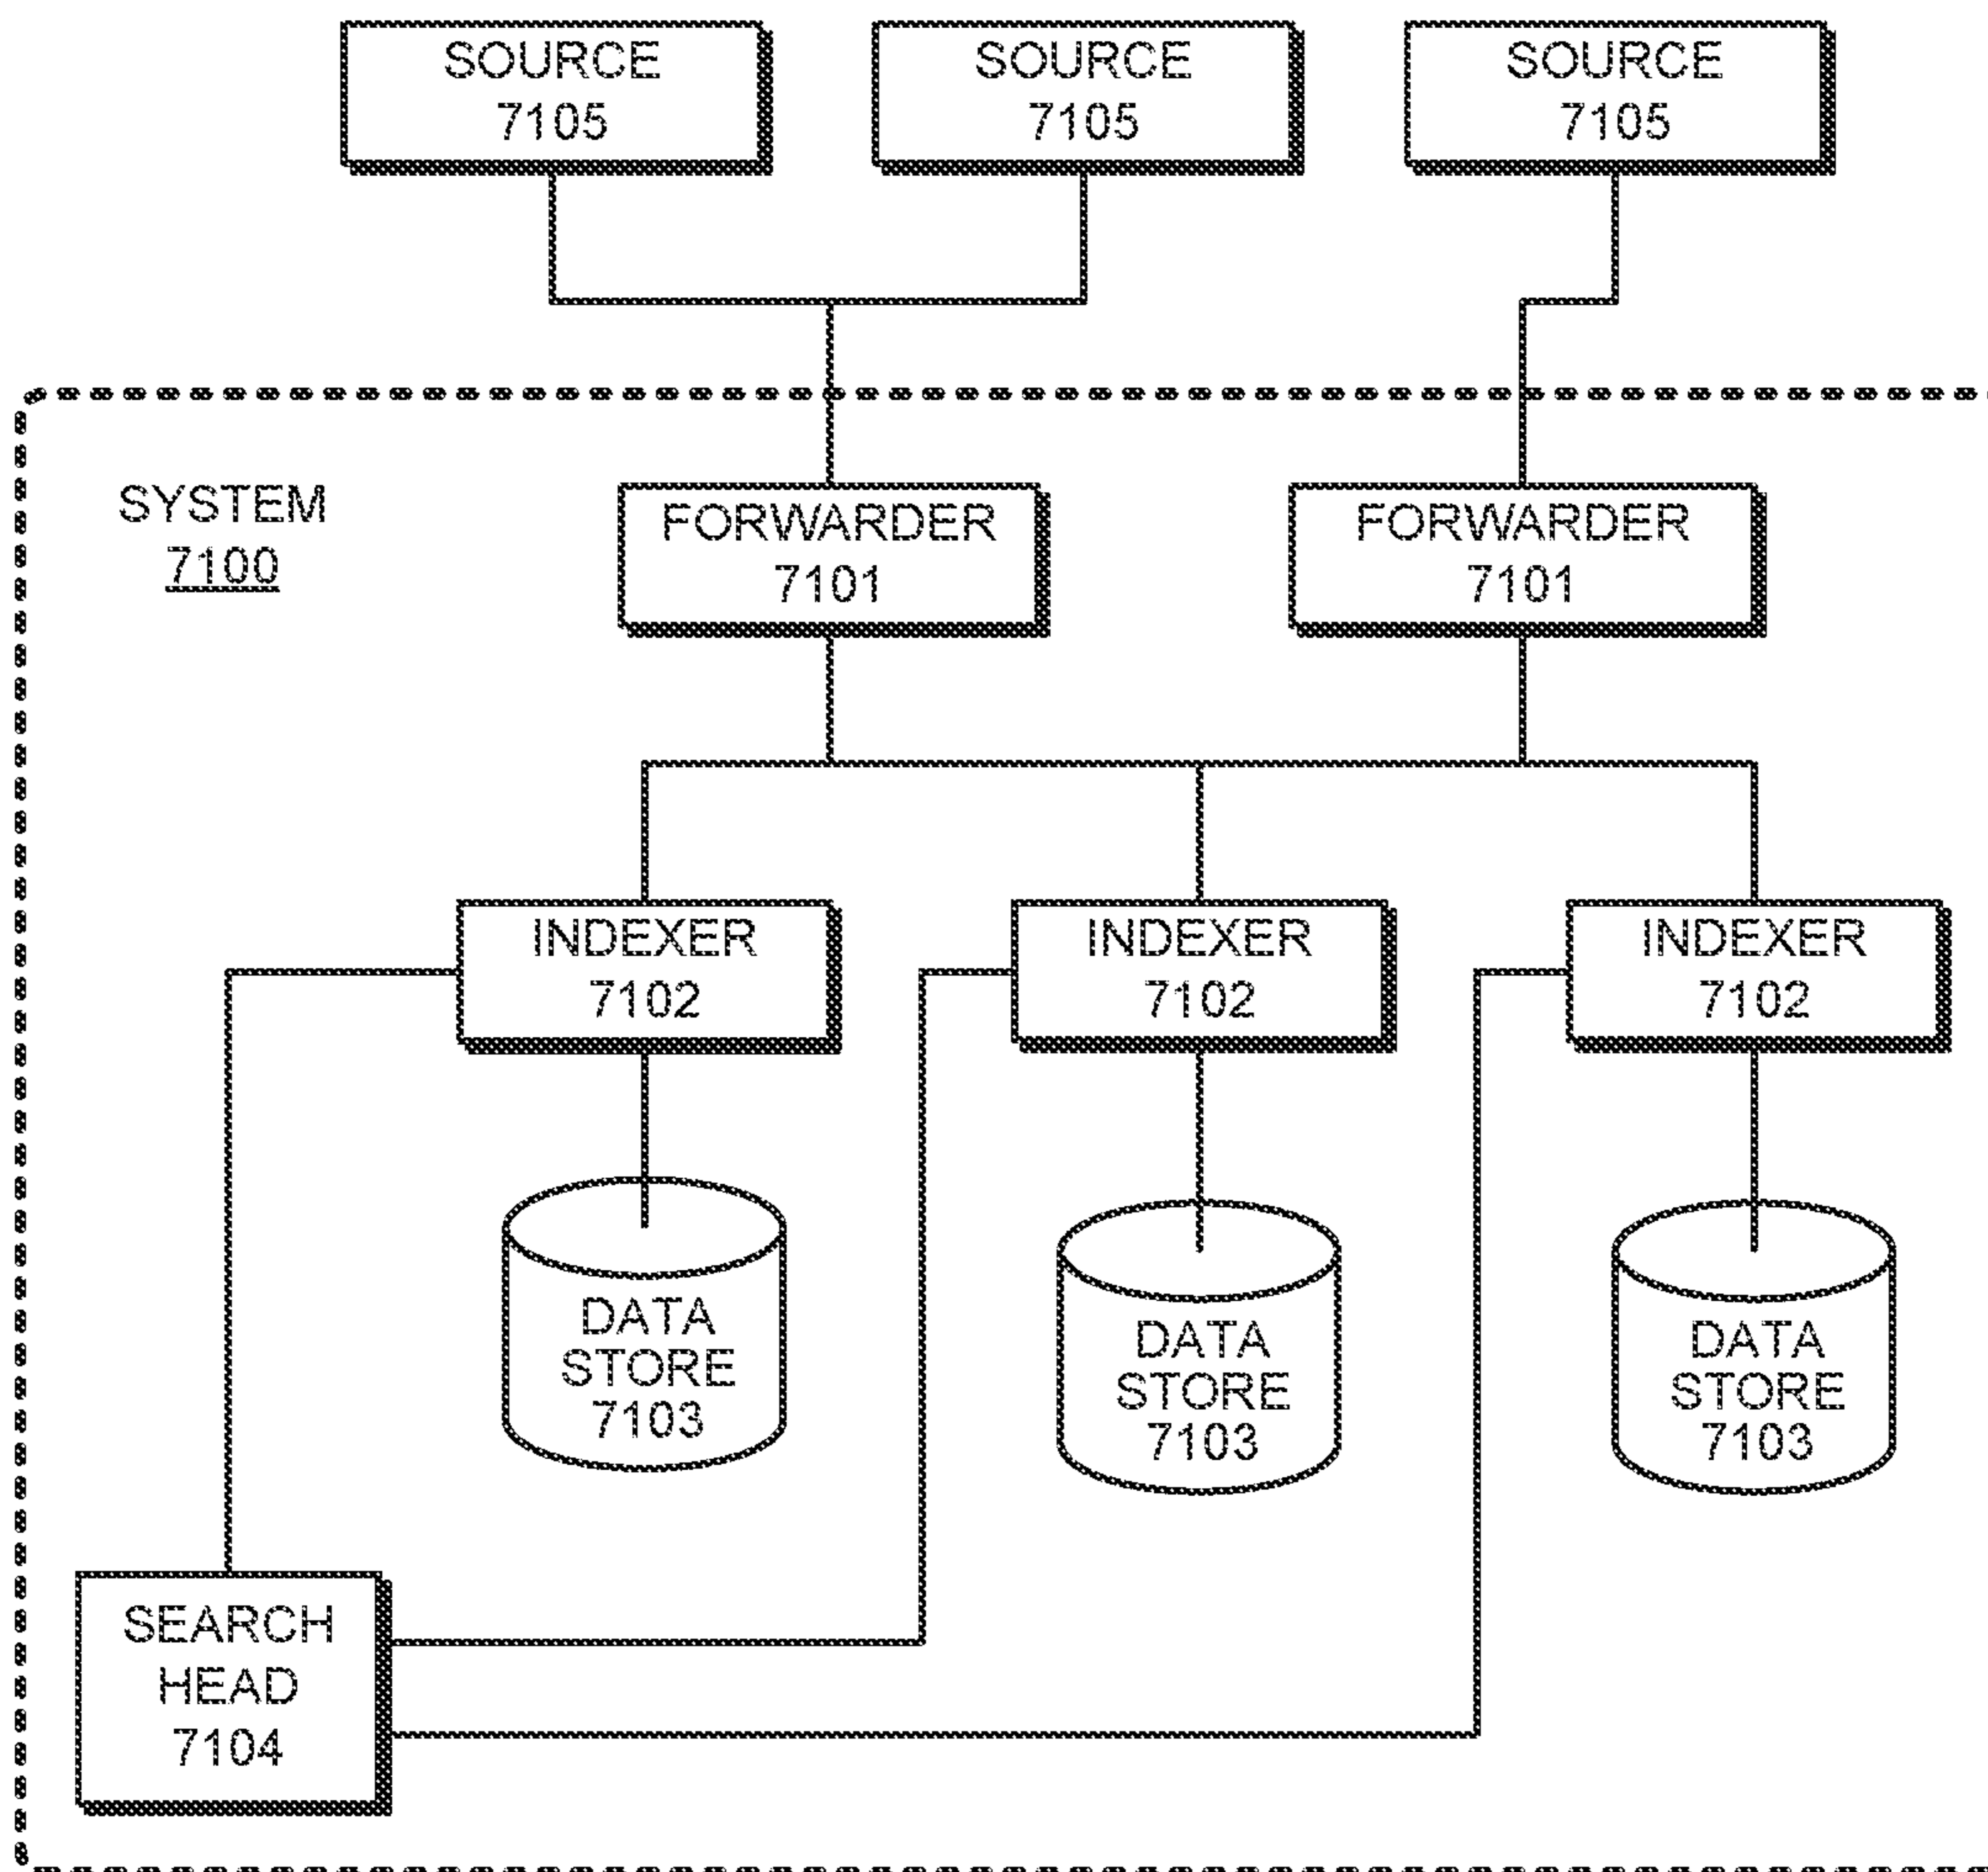 SOURCE
7105
SOURCE
7105
SOURCE
7105
SYSTEM
7100
FORWARDER
7101
FORWARDER
7101
INDEXER
7102
INDEXER
7102
INDEXER
7102
DATA
STORE
7103
DATA
STORE
7103
DATA
STORE
7103
SEARCH
HEAD
7104